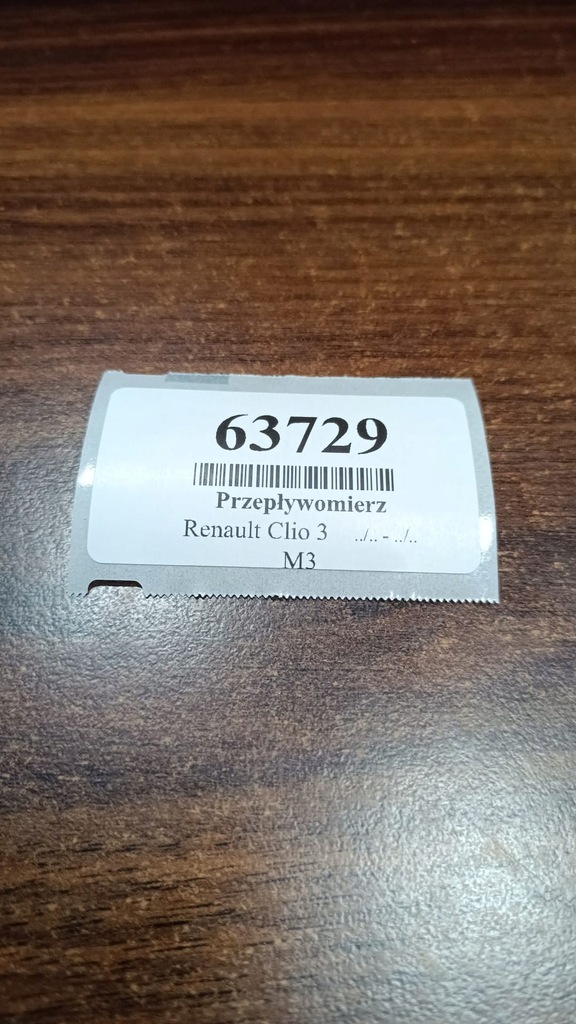 63729
Przepływomierz
Renault Clio 3 ../.. - ../..
M3